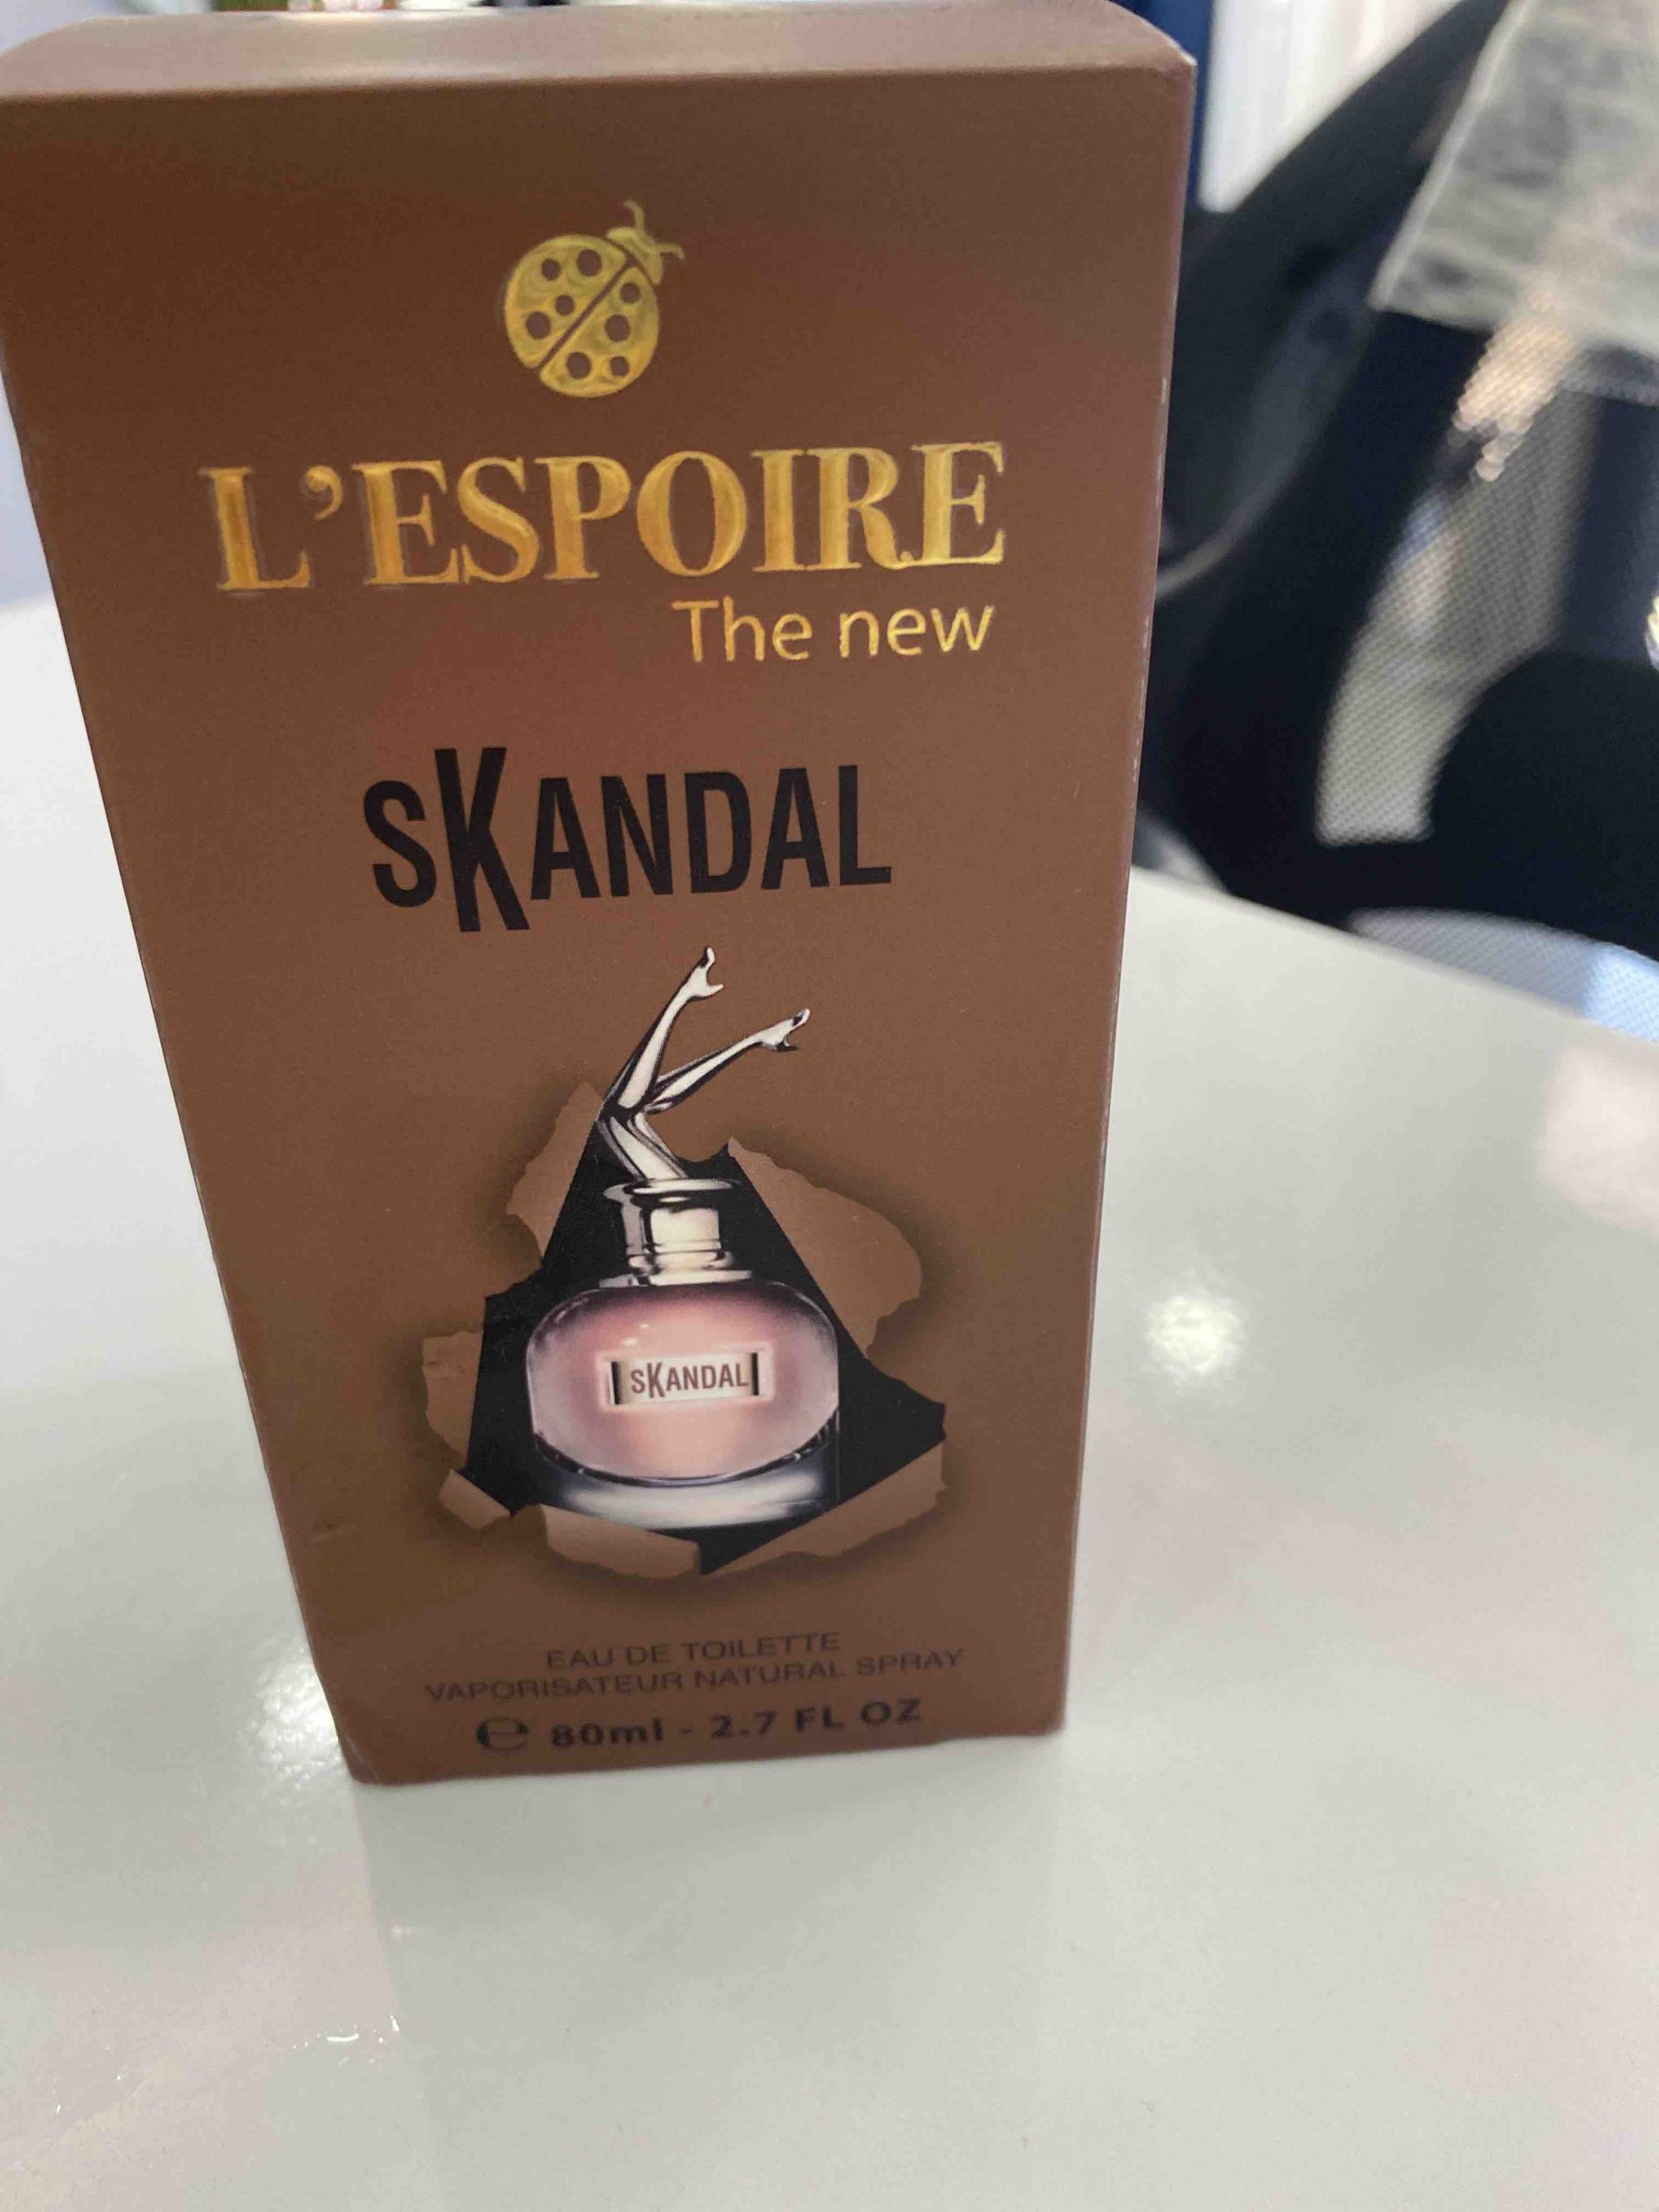 L'ESPOIRE
The new
SKANDAL
SKANDAL
EAU DE TOILETTE
VAPORISATEUR NATURAL SPRAY
℮ 80ml - 2.7 FL OZ